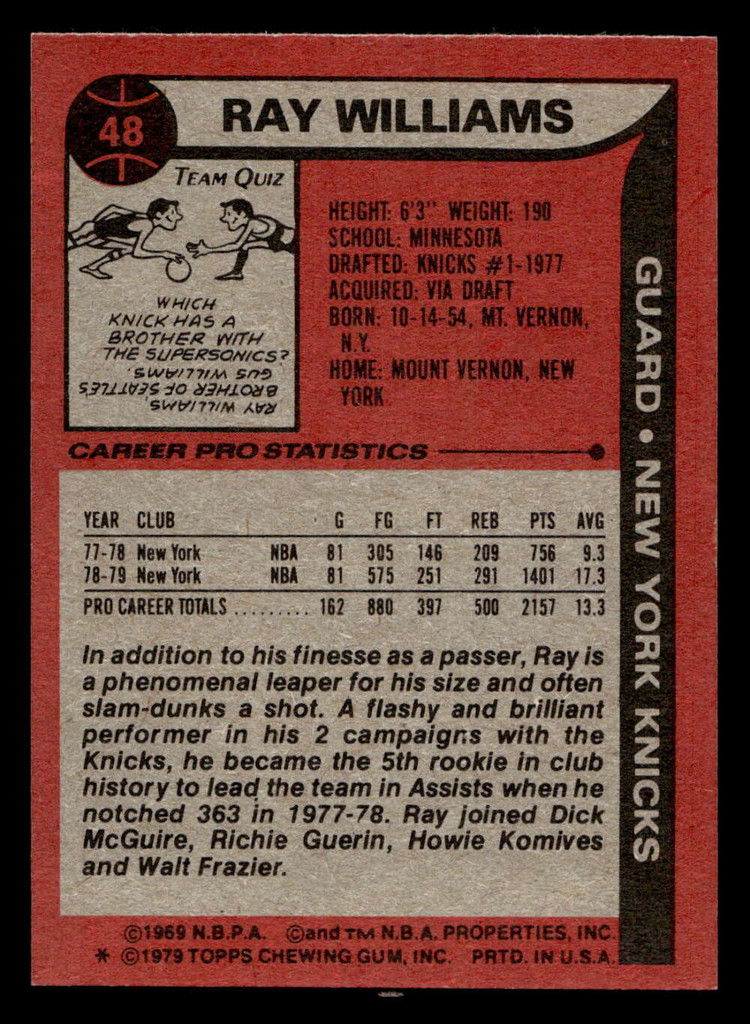 48
RAY WILLIAMS
TEAM QUIZ
WHICH
KNICK HAS A
BROTHER WITH
THE SUPERSONICS?
RAY WILLIAMS,
BROTHER OF SEATTLE'S
GUS WILLIAMS.
HEIGHT: 6'3" WEIGHT: 190
SCHOOL: MINNESOTA
DRAFTED: KNICKS #1-1977
ACQUIRED: VIA DRAFT
BORN: 10-14-54, MT. VERNON,
N.Y.
HOME: MOUNT VERNON, NEW
YORK
GUARD • NEW YORK KNICKS
CAREER PRO STATISTICS
YEAR CLUB G FG FT REB PTS AVG
77-78 New York NBA 81 305 146 209 756 9.3
78-79 New York NBA 81 575 251 291 1401 17.3
PRO CAREER TOTALS ......... 162 880 397 500 2157 13.3
In addition to his finesse as a passer, Ray is
a phenomenal leaper for his size and often
slam-dunks a shot. A flashy and brilliant
performer in his 2 campaigns with the
Knicks, he became the 5th rookie in club
history to lead the team in Assists when he
notched 363 in 1977-78. Ray joined Dick
McGuire, Richie Guerin, Howie Komives
and Walt Frazier.
©1969 N.B.P.A. ©and TM N.B.A. PROPERTIES, INC.
* ©1979 TOPPS CHEWING GUM, INC. PRTD. IN U.S.A.